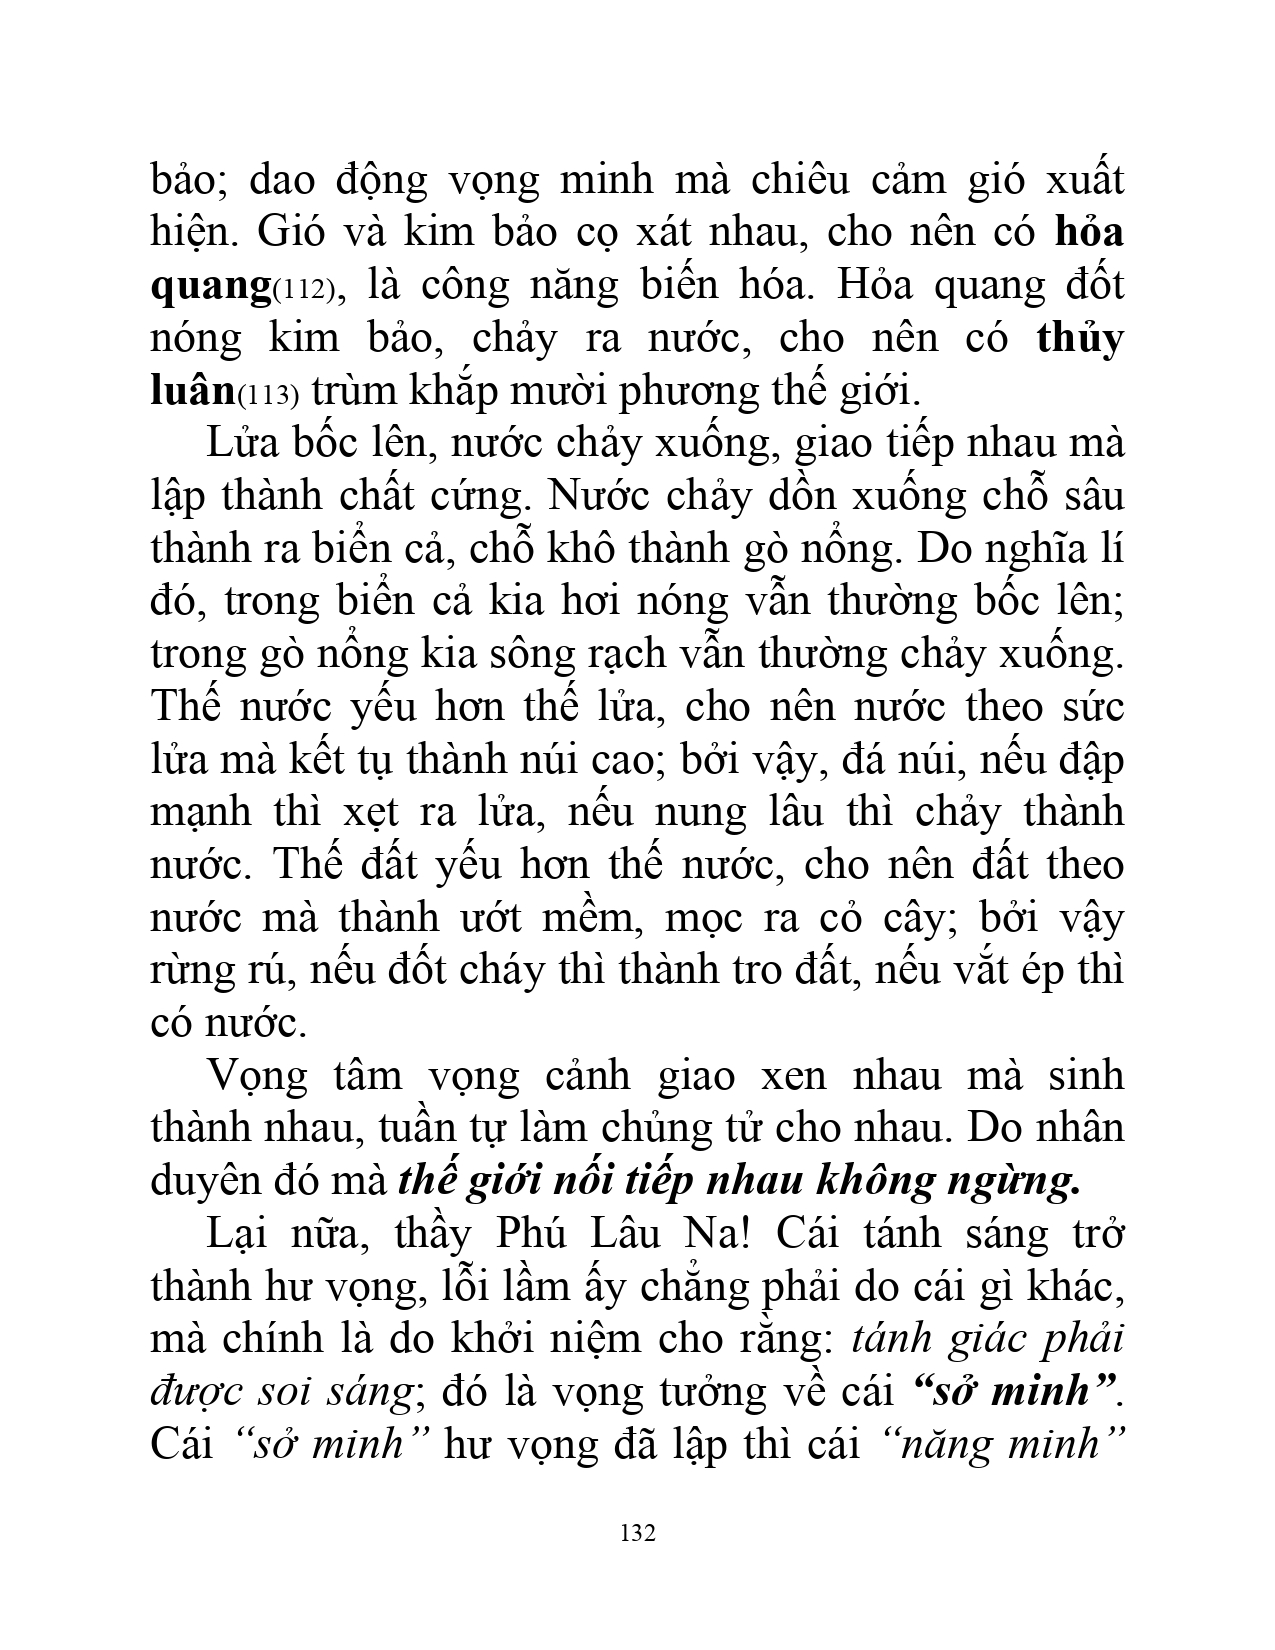 bảo; dao động vọng minh mà chiêu cảm gió xuất
hiện. Gió và kim bảo cọ xát nhau, cho nên có hỏa
quang(112), là công năng biến hóa. Hỏa quang đốt
nóng kim bảo, chảy ra nước, cho nên có thủy
luân(113) trùm khắp mười phương thế giới.
Lửa bốc lên, nước chảy xuống, giao tiếp nhau mà
lập thành chất cứng. Nước chảy dồn xuống chỗ sâu
thành ra biển cả, chỗ khô thành gò nổng. Do nghĩa lí
đó, trong biển cả kia hơi nóng vẫn thường bốc lên;
trong gò nổng kia sông rạch vẫn thường chảy xuống.
Thế nước yếu hơn thế lửa, cho nên nước theo sức
lửa mà kết tụ thành núi cao; bởi vậy, đá núi, nếu đập
mạnh thì xẹt ra lửa, nếu nung lâu thì chảy thành
nước. Thế đất yếu hơn thế nước, cho nên đất theo
nước mà thành ướt mềm, mọc ra cỏ cây; bởi vậy
rừng rú, nếu đốt cháy thì thành tro đất, nếu vắt ép thì
có nước.
Vọng tâm vọng cảnh giao xen nhau mà sinh
thành nhau, tuần tự làm chủng tử cho nhau. Do nhân
duyên đó mà thế giới nối tiếp nhau không ngừng.
Lại nữa, thầy Phú Lâu Na! Cái tánh sáng trở
thành hư vọng, lỗi lầm ấy chẳng phải do cái gì khác,
mà chính là do khởi niệm cho rằng: tánh giác phải
được soi sáng; đó là vọng tưởng về cái “sở minh”.
Cái “sở minh” hư vọng đã lập thì cái “năng minh”
132